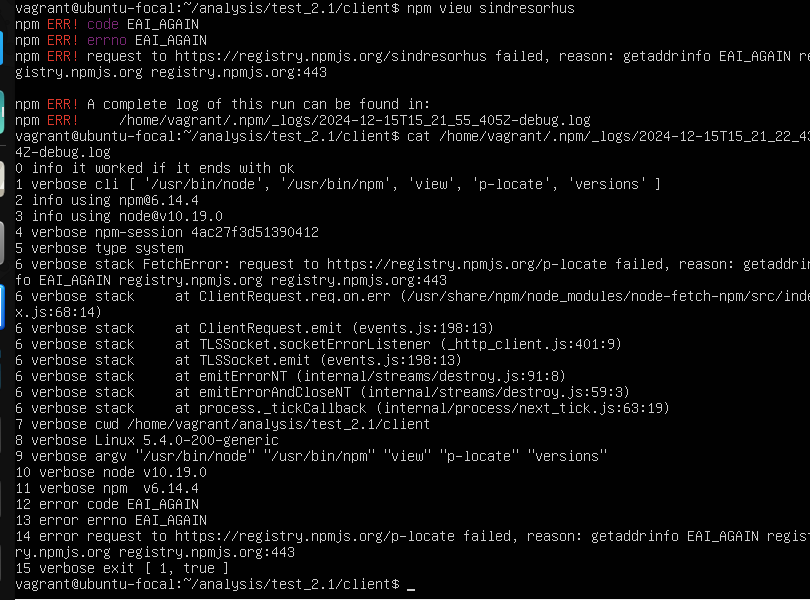 vagrant@ubuntu-focal:~/analysis/test_2.1/client$ npm view sindresorhus
npm ERR! code EAI_AGAIN
npm ERR! errno EAI_AGAIN
npm ERR! request to https://registry.npmjs.org/sindresorhus failed, reason: getaddrinfo EAI_AGAIN re
gistry.npmjs.org registry.npmjs.org:443
npm ERR! A complete log of this run can be found in:
npm ERR!     /home/vagrant/.npm/_logs/2024-12-15T15_21_55_405Z-debug.log
vagrant@ubuntu-focal:~/analysis/test_2.1/client$ cat /home/vagrant/.npm/_logs/2024-12-15T15_21_22_43
4Z-debug.log
0 info it worked if it ends with ok
1 verbose cli [ '/usr/bin/node', '/usr/bin/npm', 'view', 'p-locate', 'versions' ]
2 info using npm@6.14.4
3 info using node@v10.19.0
4 verbose npm-session 4ac27f3d51390412
5 verbose type system
6 verbose stack FetchError: request to https://registry.npmjs.org/p-locate failed, reason: getaddrin
fo EAI_AGAIN registry.npmjs.org registry.npmjs.org:443
6 verbose stack     at ClientRequest.req.on.err (/usr/share/npm/node_modules/node-fetch-npm/src/inde
x.js:68:14)
6 verbose stack     at ClientRequest.emit (events.js:198:13)
6 verbose stack     at TLSSocket.socketErrorListener (_http_client.js:401:9)
6 verbose stack     at TLSSocket.emit (events.js:198:13)
6 verbose stack     at emitErrorNT (internal/streams/destroy.js:91:8)
6 verbose stack     at emitErrorAndCloseNT (internal/streams/destroy.js:59:3)
6 verbose stack     at process._tickCallback (internal/process/next_tick.js:63:19)
7 verbose cwd /home/vagrant/analysis/test_2.1/client
8 verbose Linux 5.4.0-200-generic
9 verbose argv "/usr/bin/node" "/usr/bin/npm" "view" "p-locate" "versions"
10 verbose node v10.19.0
11 verbose npm  v6.14.4
12 error code EAI_AGAIN
13 error errno EAI_AGAIN
14 error request to https://registry.npmjs.org/p-locate failed, reason: getaddrinfo EAI_AGAIN regist
ry.npmjs.org registry.npmjs.org:443
15 verbose exit [ 1, true ]
vagrant@ubuntu-focal:~/analysis/test_2.1/client$ _